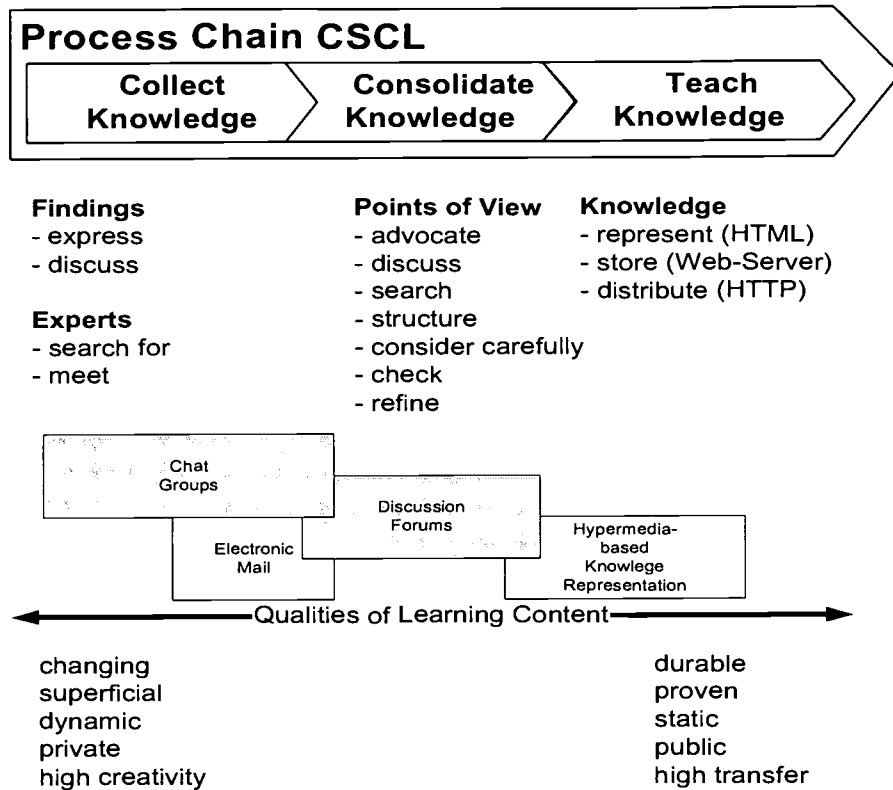 Process Chain CSCL
Collect
Knowledge
Consolidate
Knowledge
Teach
Knowledge
Findings
- express
- discuss
Experts
- search for
- meet
Points of View
- advocate
- discuss
- search
- structure
- consider carefully
- check
- refine
Knowledge
- represent (HTML)
- store (Web-Server)
- distribute (HTTP)
Chat
Groups
Electronic
Mail
Discussion
Forums
Hypermedia-
based
Knowlege
Representation
Qualities of Learning Content
changing
superficial
dynamic
private
high creativity
durable
proven
static
public
high transfer